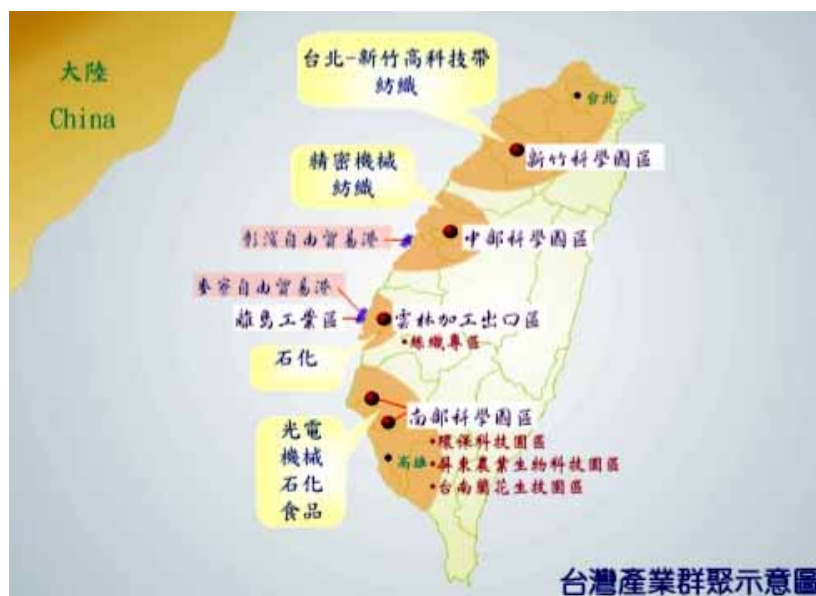 大陸
China
台北-新竹高科技帶
紡織
台北
新竹科學園區
精密機械
紡織
彰濱自由貿易港
中部科學園區
麥寮自由貿易港
離島工業區
雲林加工出口區
•絲織專區
石化
南部科學園區
光電
機械
石化
食品
•環保科技園區
高雄
•屏東農業生物科技園區
•台南蘭花生技園區
台灣產業群聚示意圖